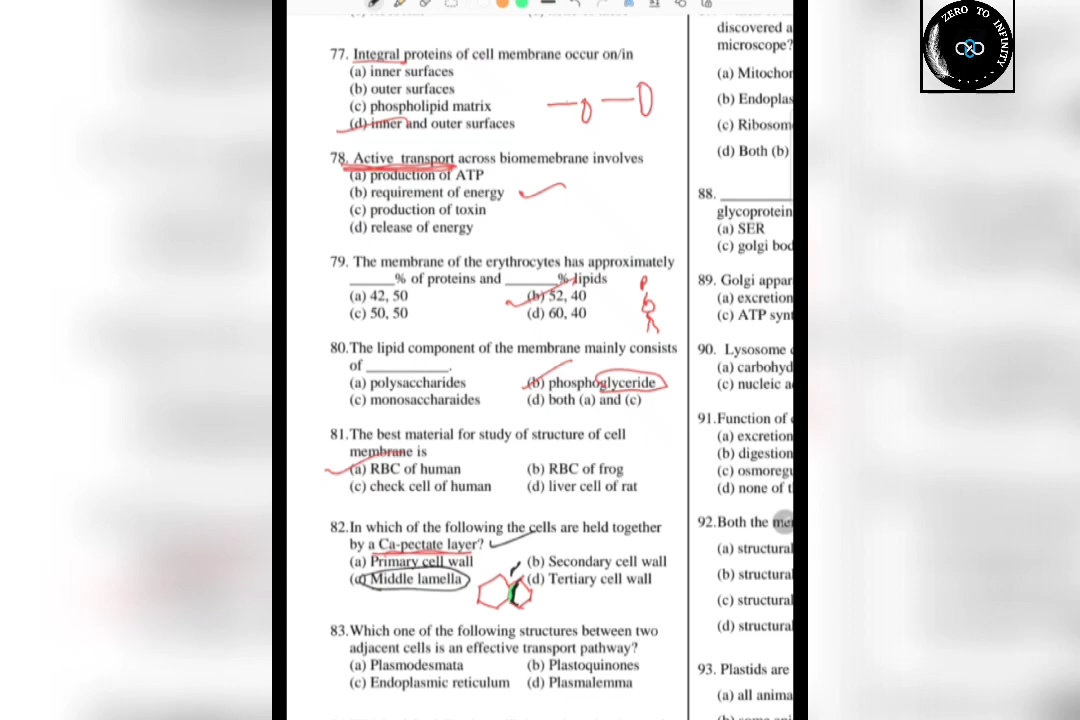 77. Integral proteins of cell membrane occur on/in
(a) inner surfaces
(b) outer surfaces
(c) phospholipid matrix
(d) inner and outer surfaces
78. Active transport across biomemebrane involves
(a) production of ATP
(b) requirement of energy
(c) production of toxin
(d) release of energy
79. The membrane of the erythrocytes has approximately
______% of proteins and ______% lipids
(a) 42, 50 (b) 52, 40
(c) 50, 50 (d) 60, 40
80. The lipid component of the membrane mainly consists
of ____________.
(a) polysaccharides (b) phosphoglyceride
(c) monosaccharaides (d) both (a) and (c)
81. The best material for study of structure of cell
membrane is
(a) RBC of human (b) RBC of frog
(c) check cell of human (d) liver cell of rat
82. In which of the following the cells are held together
by a Ca-pectate layer?
(a) Primary cell wall (b) Secondary cell wall
(c) Middle lamella (d) Tertiary cell wall
83. Which one of the following structures between two
adjacent cells is an effective transport pathway?
(a) Plasmodesmata (b) Plastoquinones
(c) Endoplasmic reticulum (d) Plasmalemma
discovered a
microscope?
(a) Mitochon
(b) Endoplas
(c) Ribosom
(d) Both (b)
88. __________
glycoprotein
(a) SER
(c) golgi bod
89. Golgi appar
(a) excretion
(c) ATP synt
90. Lysosome
(a) carbohyd
(c) nucleic a
91. Function of
(a) excretion
(b) digestion
(c) osmoregu
(d) none of t
92. Both the mem
(a) structural
(b) structural
(c) structural
(d) structural
93. Plastids are
(a) all anima
ZERO TO INFINITY